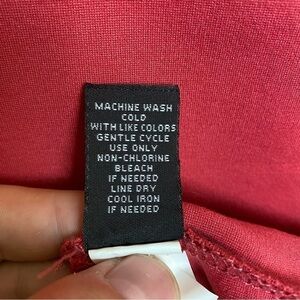 MACHINE WASH
COLD
WITH LIKE COLORS
GENTLE CYCLE
USE ONLY
NON-CHLORINE
BLEACH
IF NEEDED
LINE DRY
COOL IRON
IF NEEDED